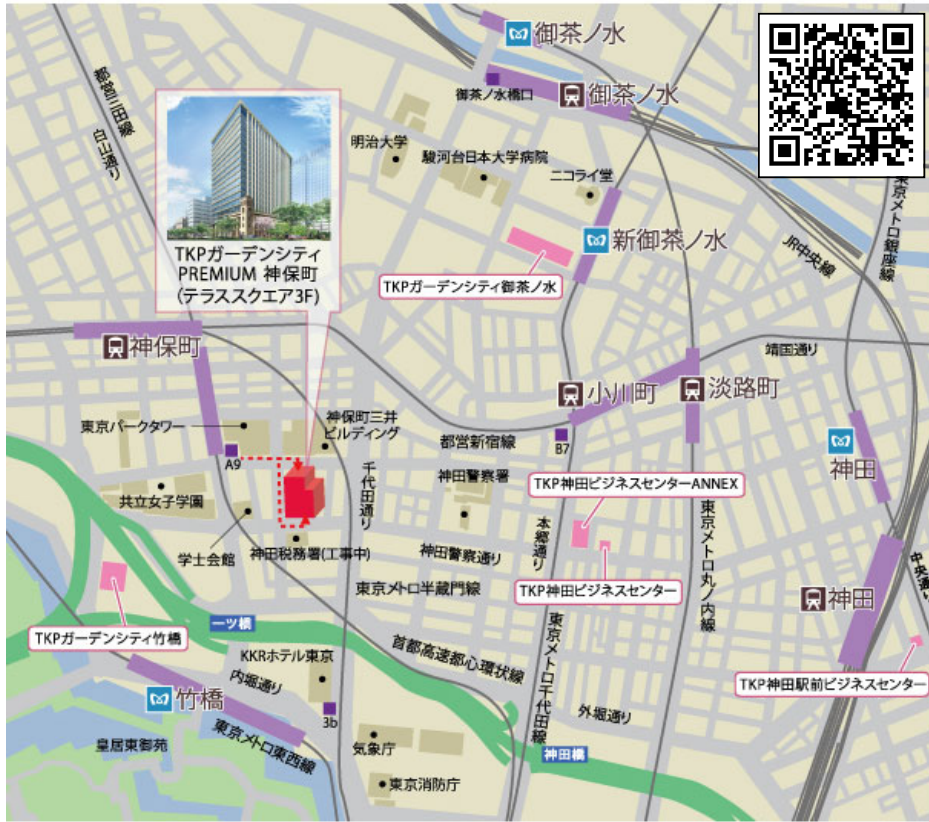 御茶ノ水
御茶ノ水橋口
御茶ノ水
都営三田線
白山通り
明治大学
駿河台日本大学病院
ニコライ堂
東京メトロ銀座線
新御茶ノ水
JR中央線
TKPガーデンシティ
PREMIUM 神保町
(テラススクエア3F)
TKPガーデンシティ御茶ノ水
神保町
靖国通り
小川町
淡路町
東京パークタワー
神保町三井
ビルディング
都営新宿線
B7
神田
A9
千代田通り
神田警察署
TKP神田ビジネスセンターANNEX
共立女子学園
本郷通り
東京メトロ丸ノ内線
学士会館
神田税務署(工事中)
神田警察通り
中央通り
東京メトロ半蔵門線
TKP神田ビジネスセンター
神田
一ツ橋
TKPガーデンシティ竹橋
首都高速都心環状線
東京メトロ千代田線
KKRホテル東京
内堀通り
TKP神田駅前ビジネスセンター
竹橋
3b
外堀通り
皇居東御苑
東京メトロ東西線
気象庁
神田橋
東京消防庁